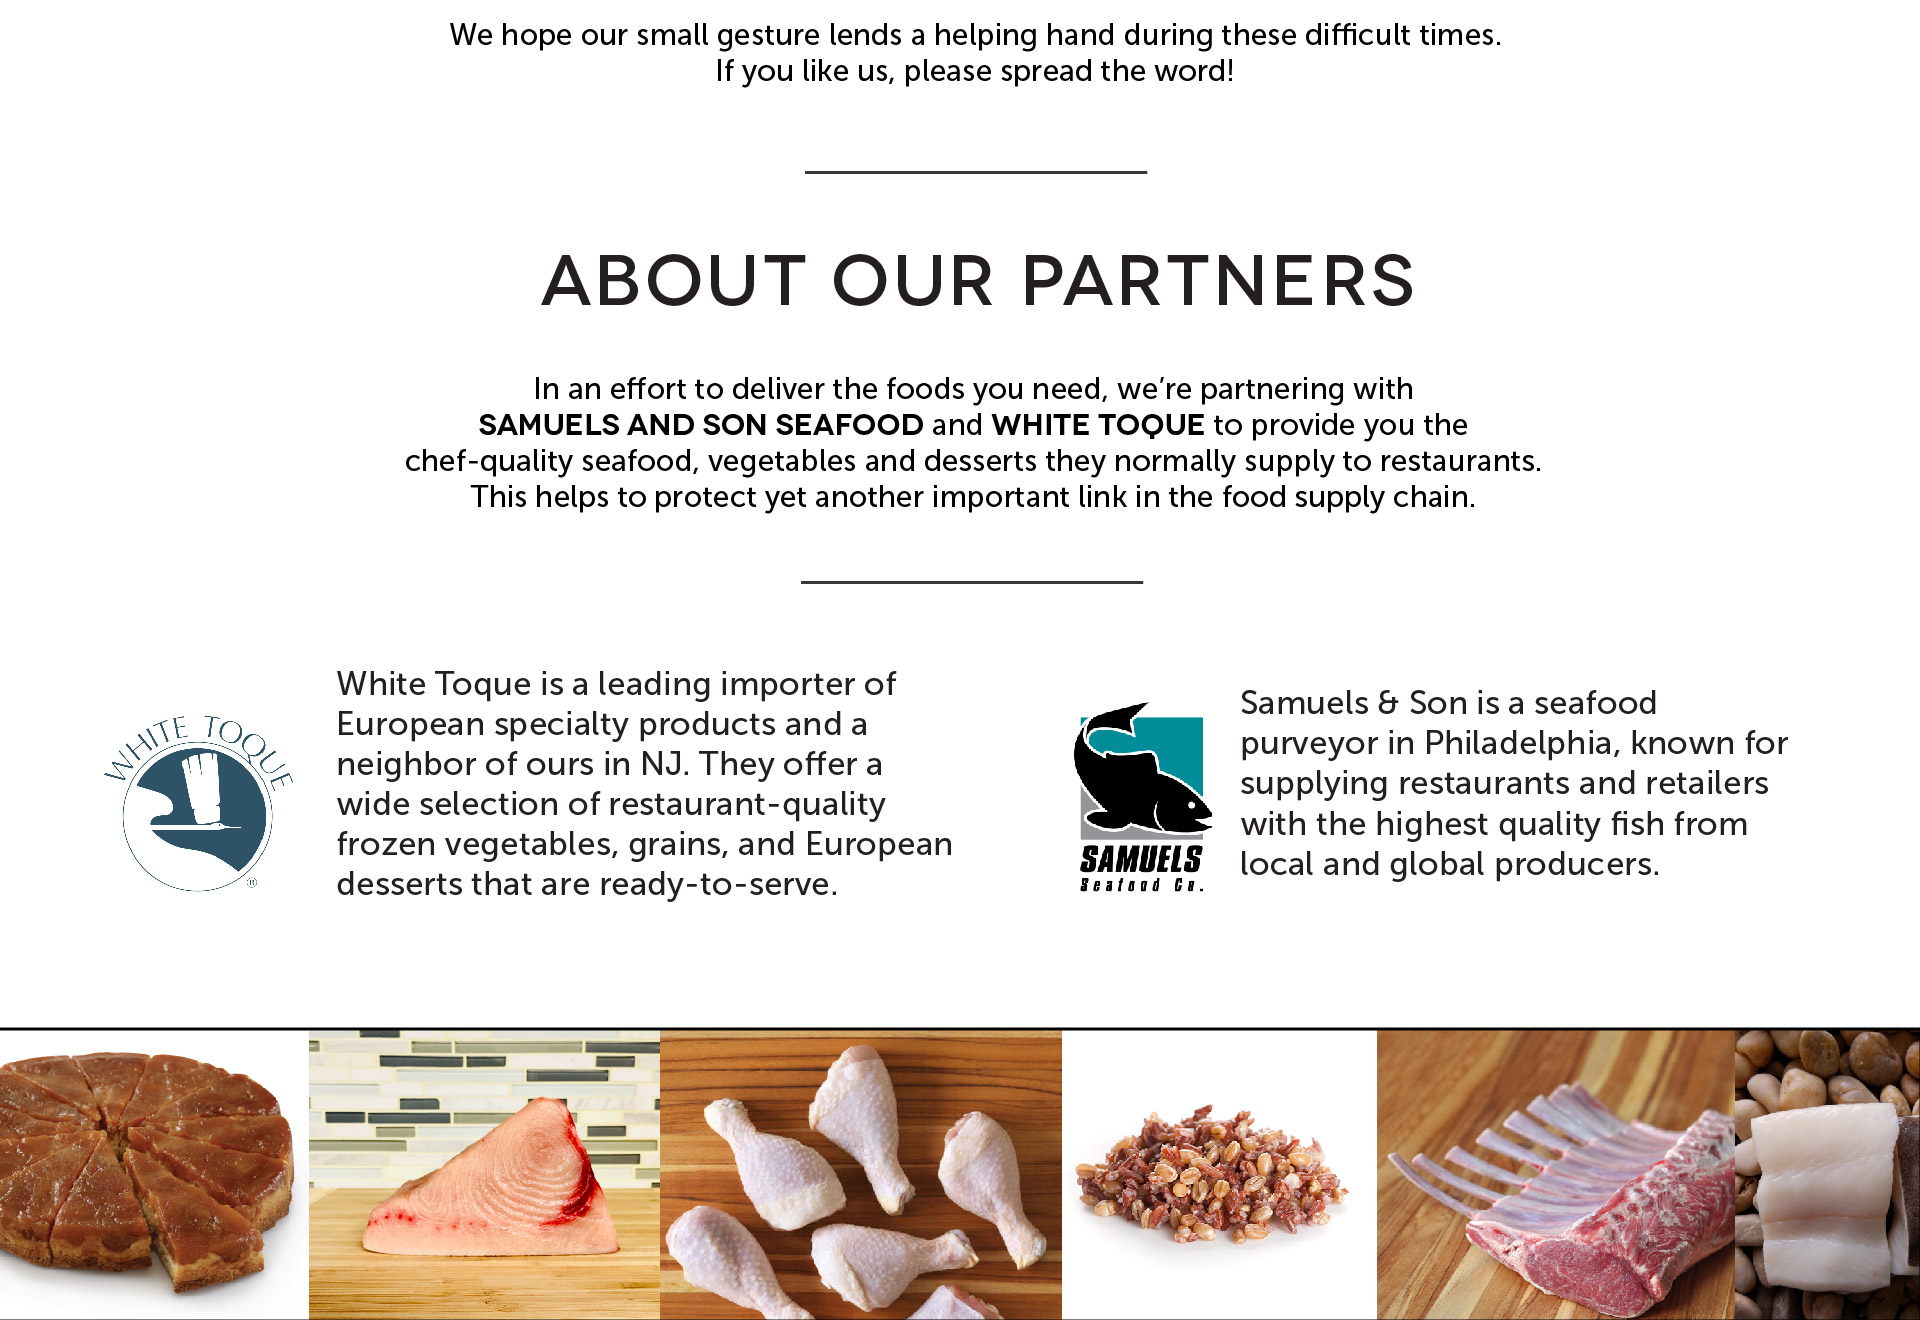 We hope our small gesture lends a helping hand during these difficult times.
If you like us, please spread the word!
ABOUT OUR PARTNERS
In an effort to deliver the foods you need, we're partnering with
SAMUELS AND SON SEAFOOD and WHITE TOQUE to provide you the
chef-quality seafood, vegetables and desserts they normally supply to restaurants.
This helps to protect yet another important link in the food supply chain.
WHITE TOQUE
®
White Toque is a leading importer of
European specialty products and a
neighbor of ours in NJ. They offer a
wide selection of restaurant-quality
frozen vegetables, grains, and European
desserts that are ready-to-serve.
SAMUELS
Seafood Co.
Samuels & Son is a seafood
purveyor in Philadelphia, known for
supplying restaurants and retailers
with the highest quality fish from
local and global producers.